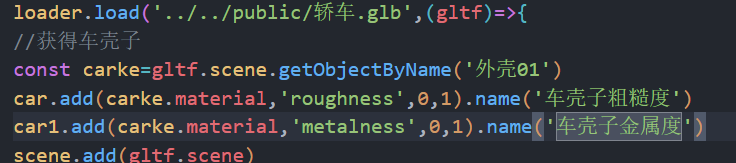 loader.load('../../public/轿车.glb',(gltf)=>{
//获得车壳子
const carke=gltf.scene.getObjectByName('外壳01')
car.add(carke.material,'roughness',0,1).name('车壳子粗糙度')
car1.add(carke.material,'metalness',0,1).name('车壳子金属度')
scene.add(gltf.scene)